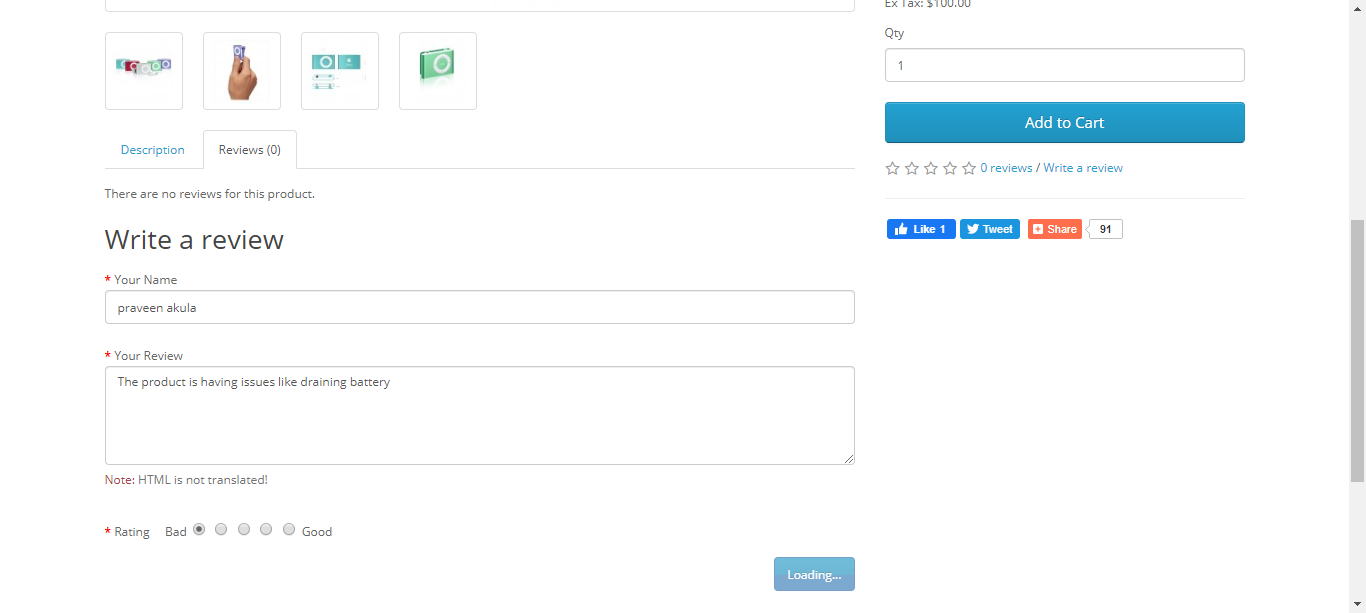 Ex Tax: $100.00
Qty
1
Add to Cart
0 reviews / Write a review
Like 1 Tweet Share 91
Description Reviews (0)
There are no reviews for this product.
Write a review
* Your Name
praveen akula
* Your Review
The product is having issues like draining battery
Note: HTML is not translated!
* Rating Bad Good
Loading...